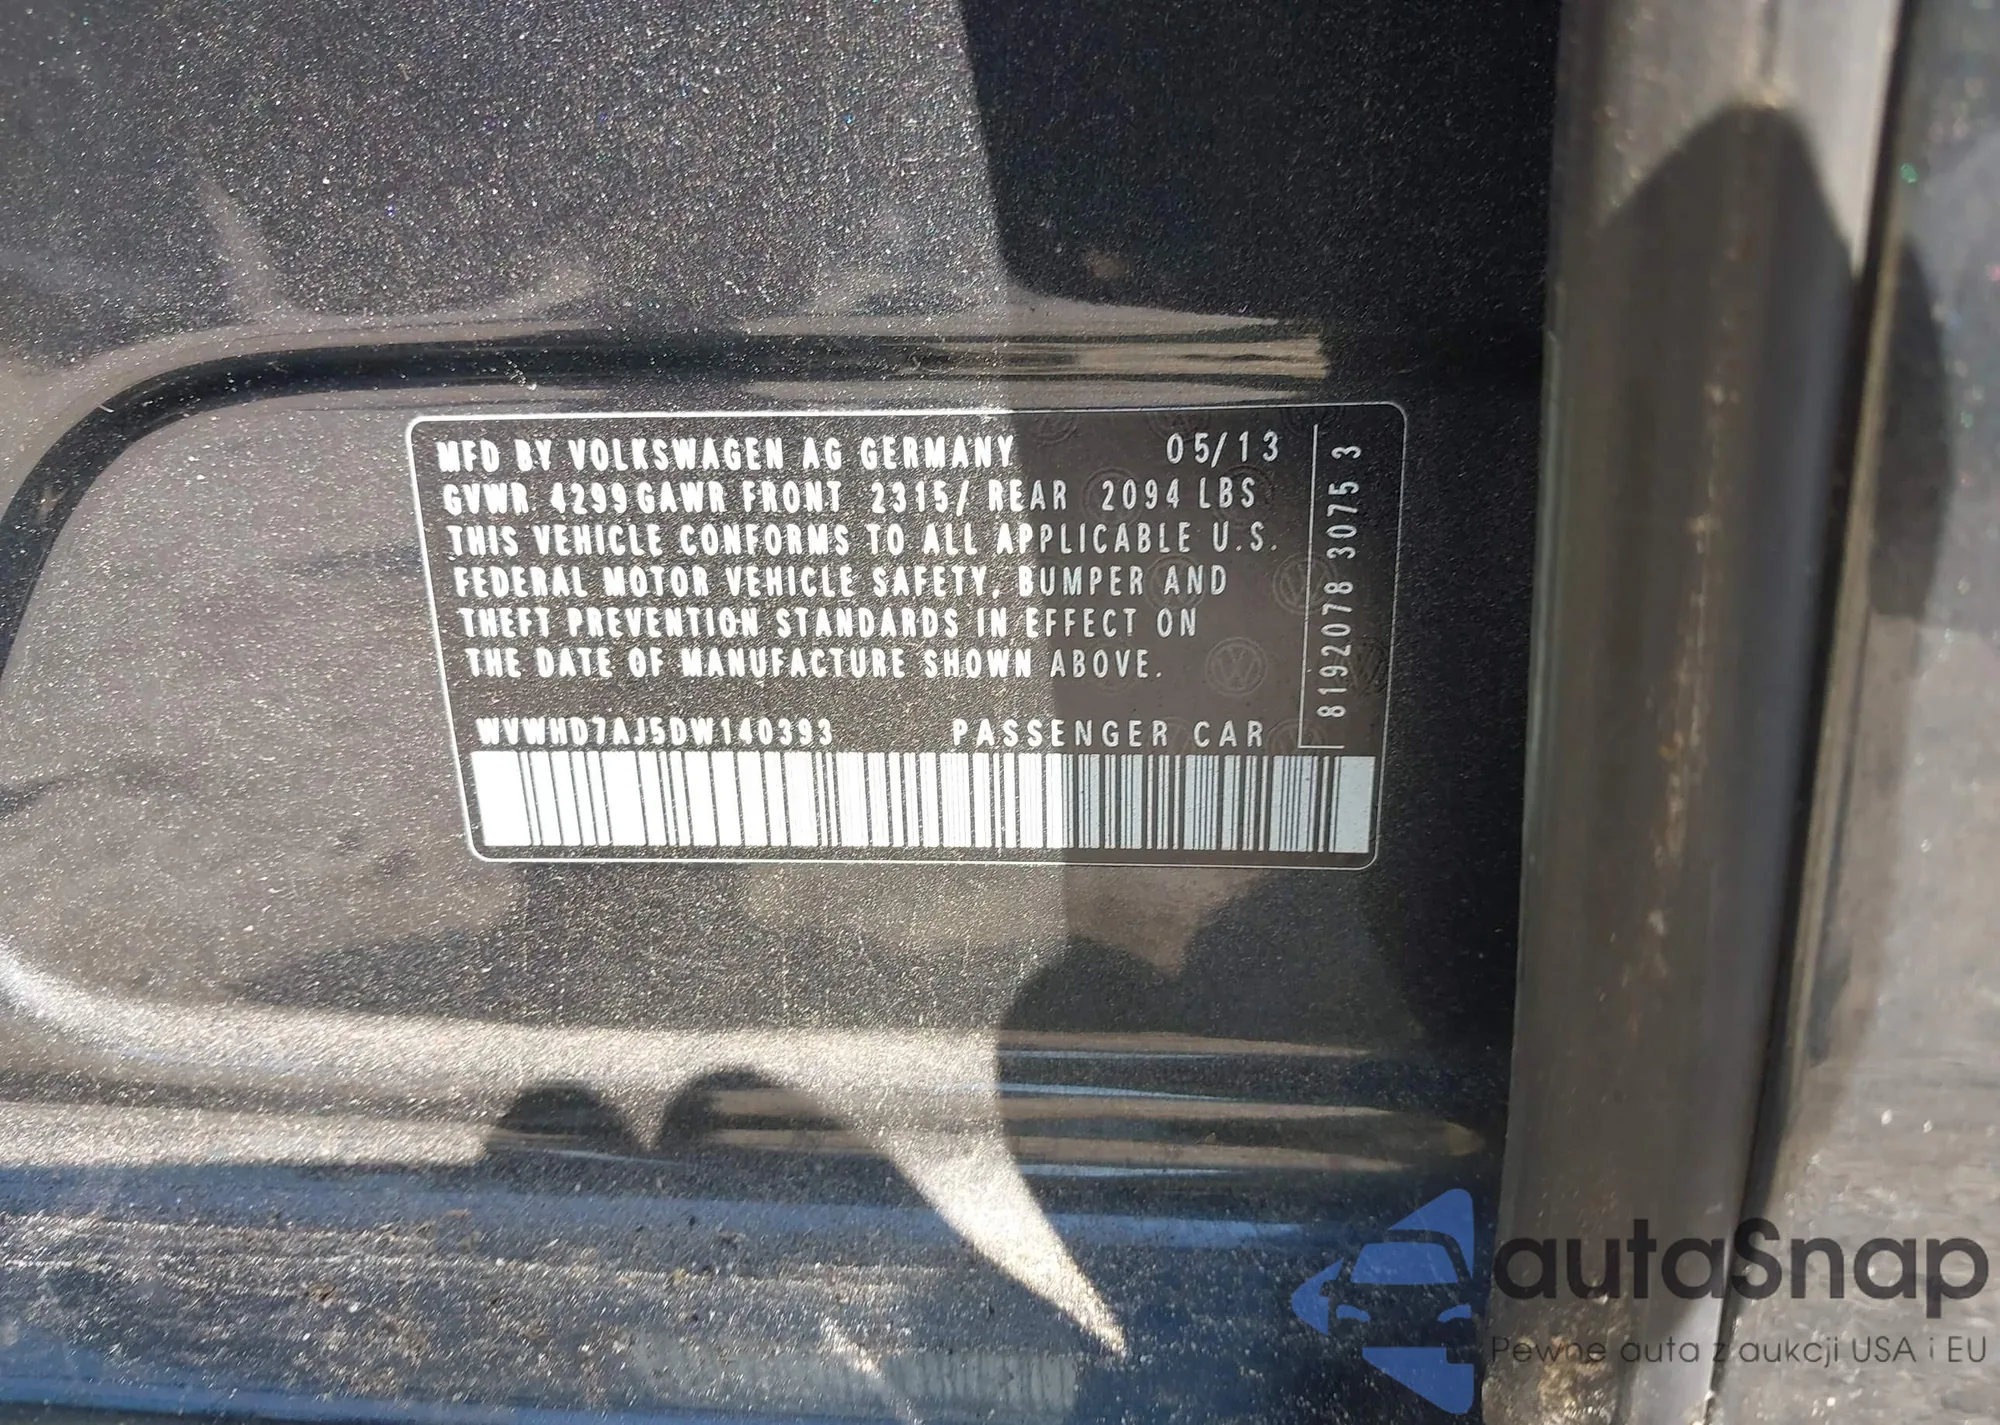 MFD BY VOLKSWAGEN AG GERMANY 05/13
GVWR 4299 GAWR FRONT 2315/ REAR 2094 LBS
THIS VEHICLE CONFORMS TO ALL APPLICABLE U.S.
FEDERAL MOTOR VEHICLE SAFETY, BUMPER AND
THEFT PREVENTION STANDARDS IN EFFECT ON
THE DATE OF MANUFACTURE SHOWN ABOVE.
WVWHD7AJ5DW140393 PASSENGER CAR
81920078 3075 3
autaSnap
Pewne auta z aukcji USA i EU